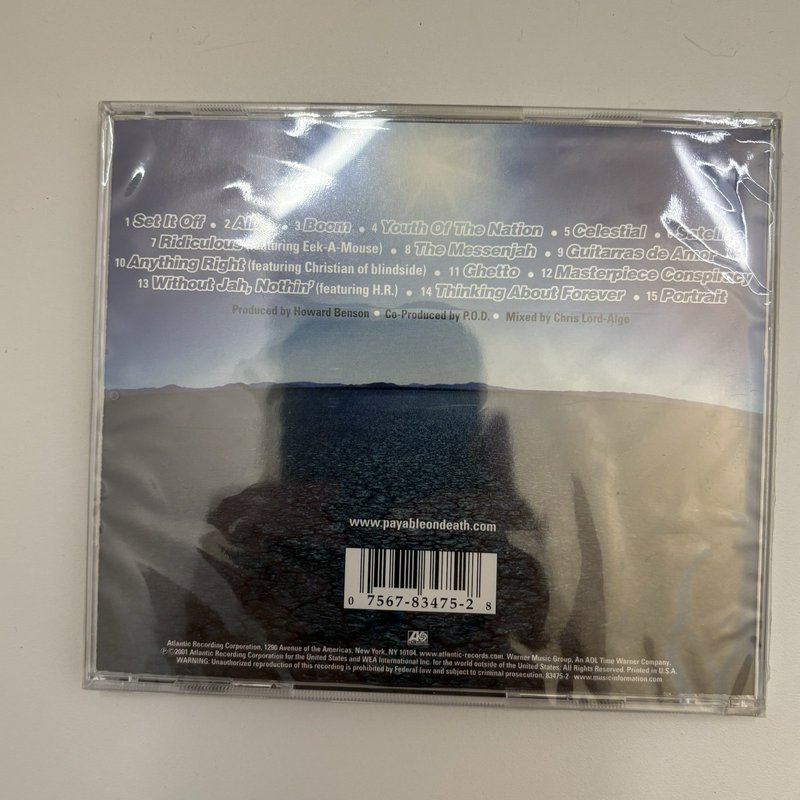 1 Set It Off • 2 • 3 Boom • 4 Youth Of The Nation • 5 Celestial •
7 Ridiculous (featuring Eek-A-Mouse) • 8 The Messenjah • 9 Guitarras de Amor
10 Anything Right (featuring Christian of blindside) • 11 Ghetto • 12 Masterpiece Conspiracy
13 Without Jah, Nothin' (featuring H.R.) • 14 Thinking About Forever • 15 Portrait
Produced by Howard Benson • Co-Produced by P.O.D. • Mixed by Chris Lord-Alge
www.payableondeath.com
0 7567-83475-2 8
Atlantic Recording Corporation, 1290 Avenue of the Americas, New York, NY 10104. www.atlantic-records.com Warner Music Group, An AOL Time Warner Company.
℗©2001 Atlantic Recording Corporation for the United States and WEA International Inc. for the world outside of the United States. All Rights Reserved. Printed in U.S.A.
WARNING: Unauthorized reproduction of this recording is prohibited by Federal law and subject to criminal prosecution. 83475-2 www.musicinformation.com